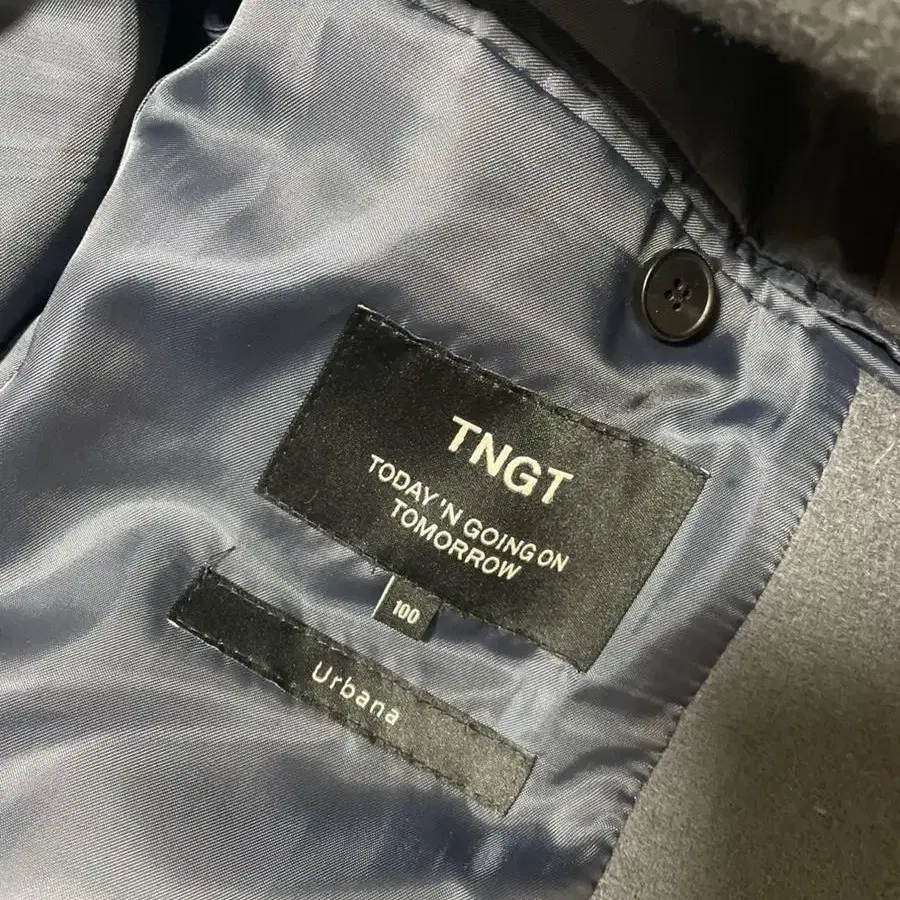 TNGT
TODAY 'N GOING ON
TOMORROW
100
Urbana